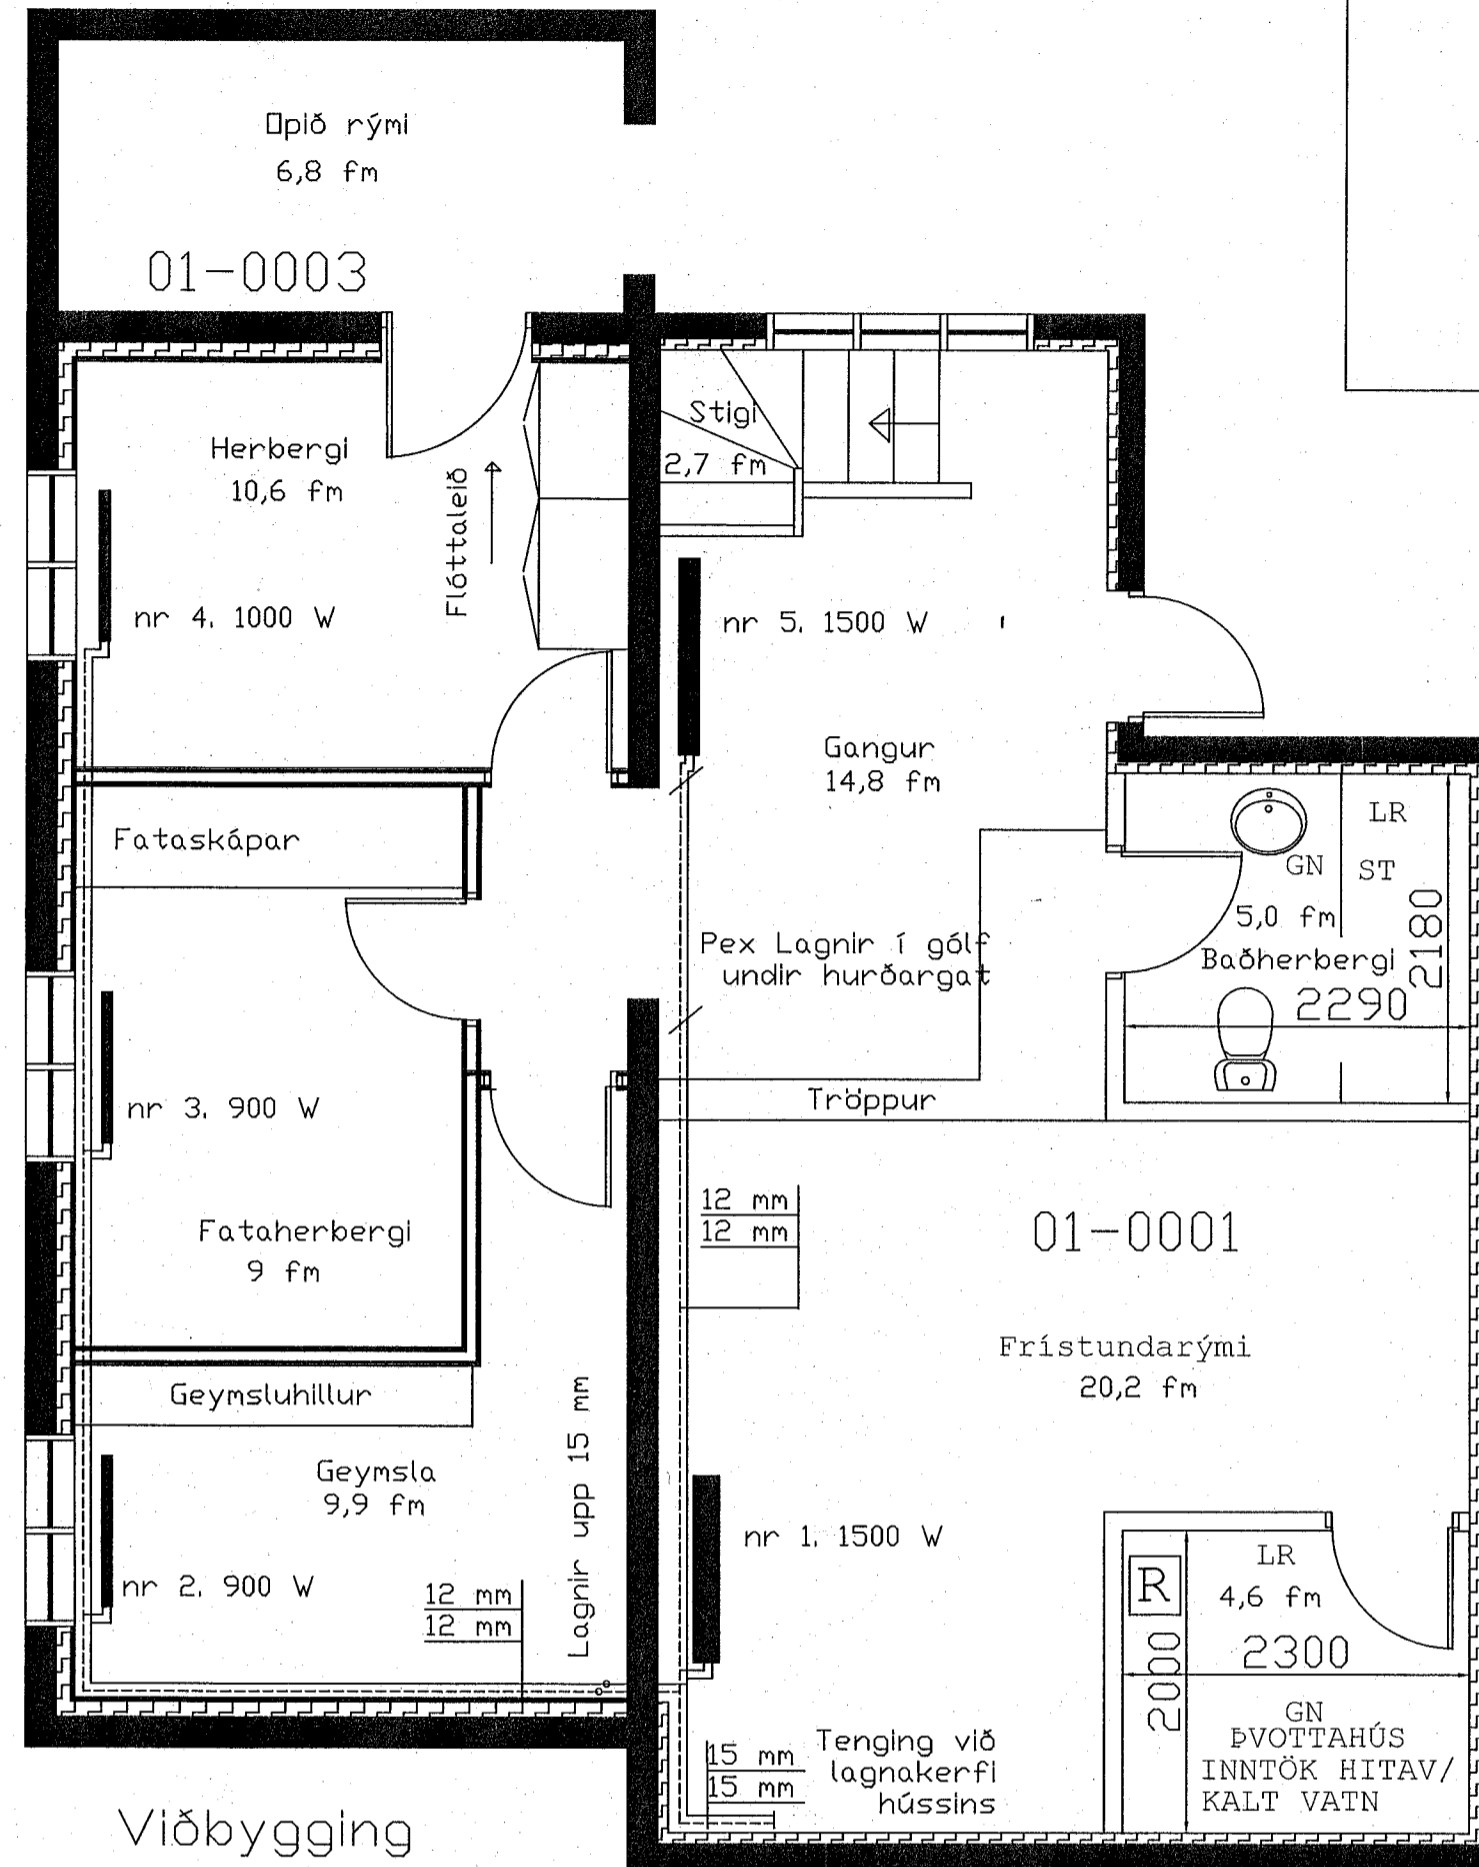 Opið rými
6,8 fm
01-0003
Herbergi
10,6 fm
Flóttaleið
nr 4. 1000 W
Stigi
2,7 fm
nr 5. 1500 W
Gangur
14,8 fm
Fataskápar
LR
GN
ST
5,0 fm
Baðherbergi
2180
2290
Pex Lagnir í gólf
undir hurðargat
nr 3. 900 W
Tröppur
Fataherbergi
9 fm
12 mm
12 mm
01-0001
Frístundarými
20,2 fm
Geymsluhillur
Geymsla
9,9 fm
Lagnir upp 15 mm
nr 2. 900 W
12 mm
12 mm
nr 1. 1500 W
R
LR
4,6 fm
2300
2000
GN
ÞVOTTAHÚS
INNTÖK HITAV/
KALT VATN
15 mm
15 mm
Tenging við
lagnakerfi
hússins
Viðbygging